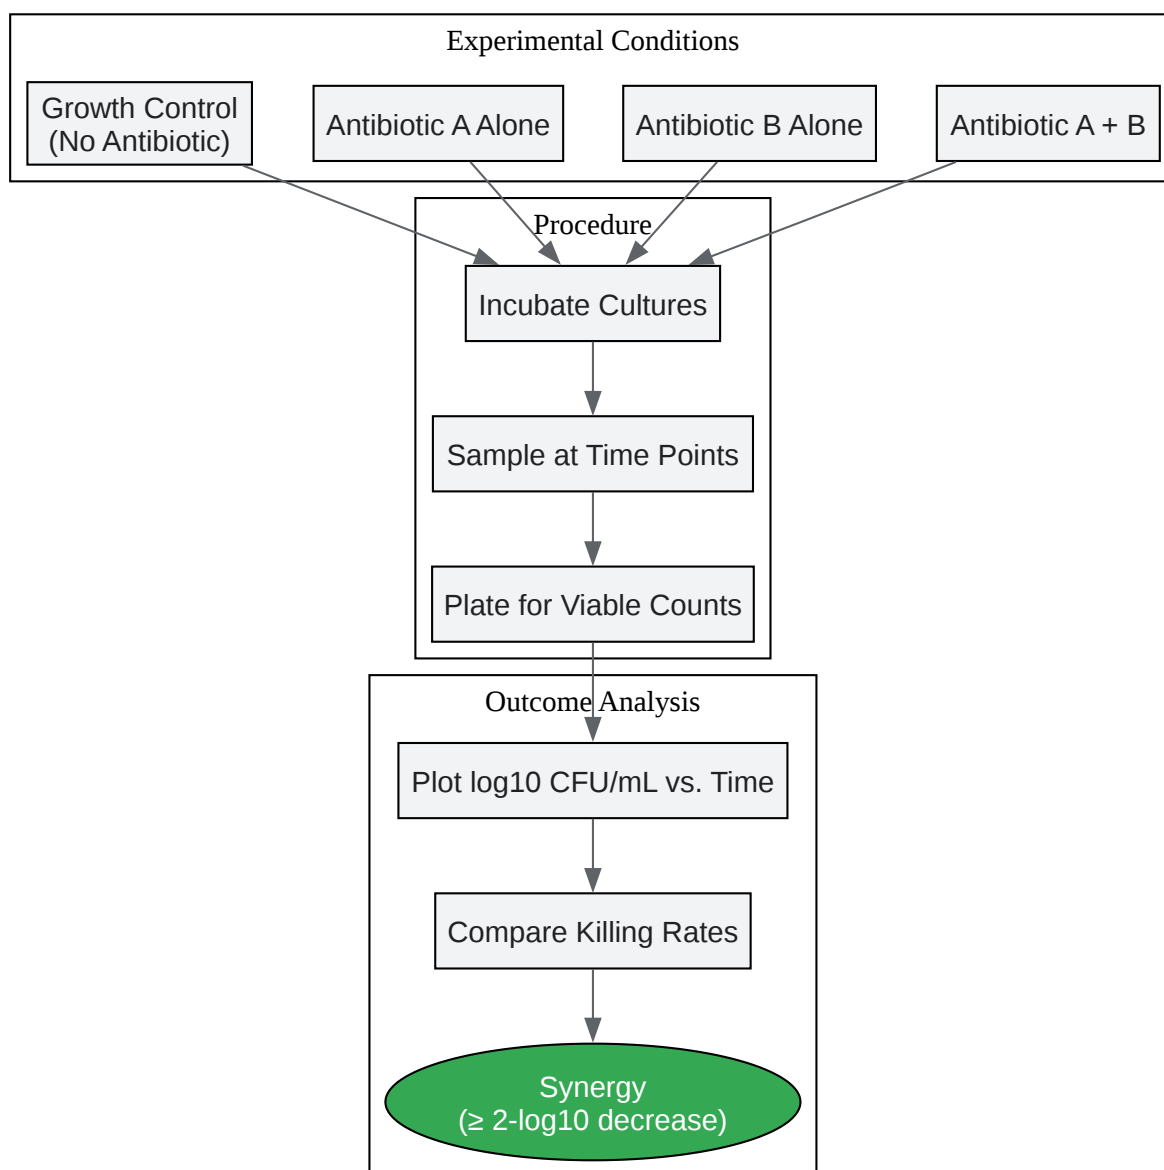 Experimental Conditions
Growth Control
(No Antibiotic)
Antibiotic A Alone
Antibiotic B Alone
Antibiotic A + B
Procedure
Incubate Cultures
Sample at Time Points
Plate for Viable Counts
Outcome Analysis
Plot log10 CFU/mL vs. Time
Compare Killing Rates
Synergy
(≥ 2-log10 decrease)